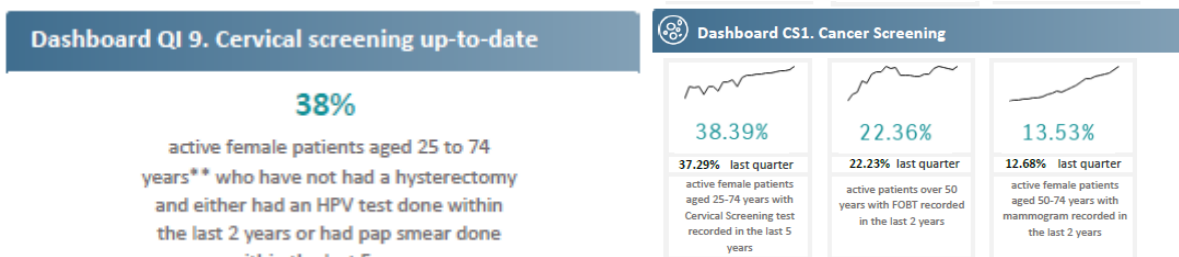 Dashboard QI 9. Cervical screening up-to-date
38%
active female patients aged 25 to 74
years** who have not had a hysterectomy
and either had an HPV test done within
the last 2 years or had pap smear done
Dashboard CS1. Cancer Screening
38.39%
37.29% last quarter
active female patients
aged 25-74 years with
Cervical Screening test
recorded in the last 5
years
22.36%
22.23% last quarter
active patients over 50
years with FOBT recorded
in the last 2 years
13.53%
12.68% last quarter
active female patients
aged 50-74 years with
mammogram recorded in
the last 2 years